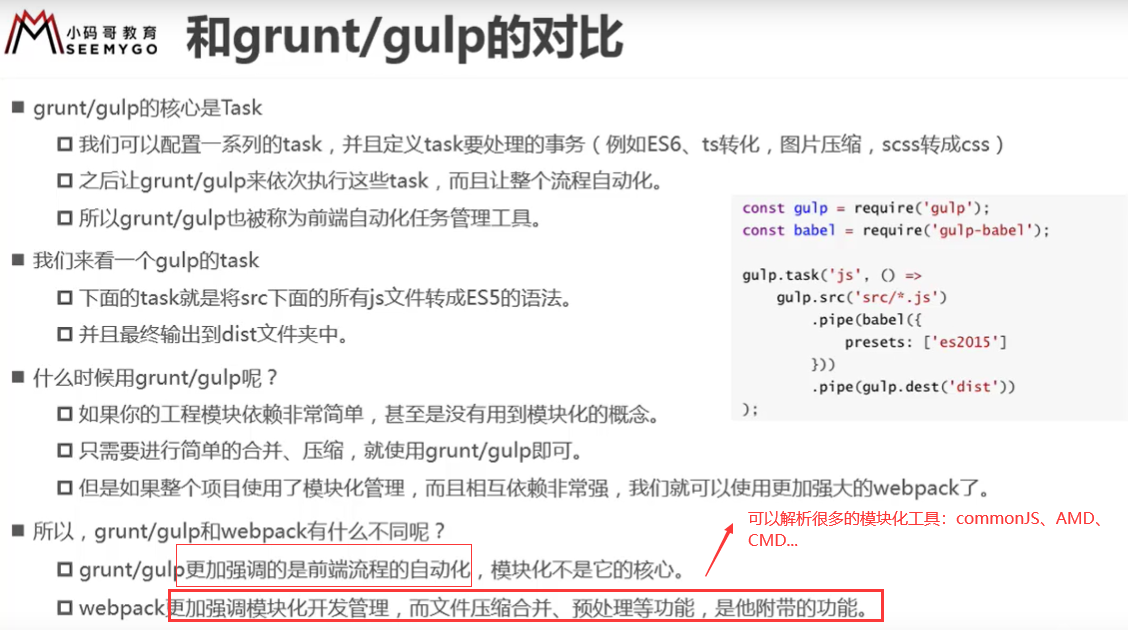 小码哥教育
SEEMYGO
和grunt/gulp的对比
grunt/gulp的核心是Task
我们可以配置一系列的task，并且定义task要处理的事务（例如ES6、ts转化，图片压缩，scss转成css）
之后让grunt/gulp来依次执行这些task，而且让整个流程自动化。
所以grunt/gulp也被称为前端自动化任务管理工具。
我们来看一个gulp的task
下面的task就是将src下面的所有js文件转成ES5的语法。
并且最终输出到dist文件夹中。
const gulp = require('gulp');
const babel = require('gulp-babel');
gulp.task('js', () =>
gulp.src('src/*.js')
.pipe(babel({
presets: ['es2015']
}))
.pipe(gulp.dest('dist'))
);
什么时候用grunt/gulp呢？
如果你的工程模块依赖非常简单，甚至是没有用到模块化的概念。
只需要进行简单的合并、压缩，就使用grunt/gulp即可。
但是如果整个项目使用了模块化管理，而且相互依赖非常强，我们就可以使用更加强大的webpack了。
可以解析很多的模块化工具：commonJS、AMD、
CMD...
所以，grunt/gulp和webpack有什么不同呢？
grunt/gulp更加强调的是前端流程的自动化，模块化不是它的核心。
webpack更加强调模块化开发管理，而文件压缩合并、预处理等功能，是他附带的功能。